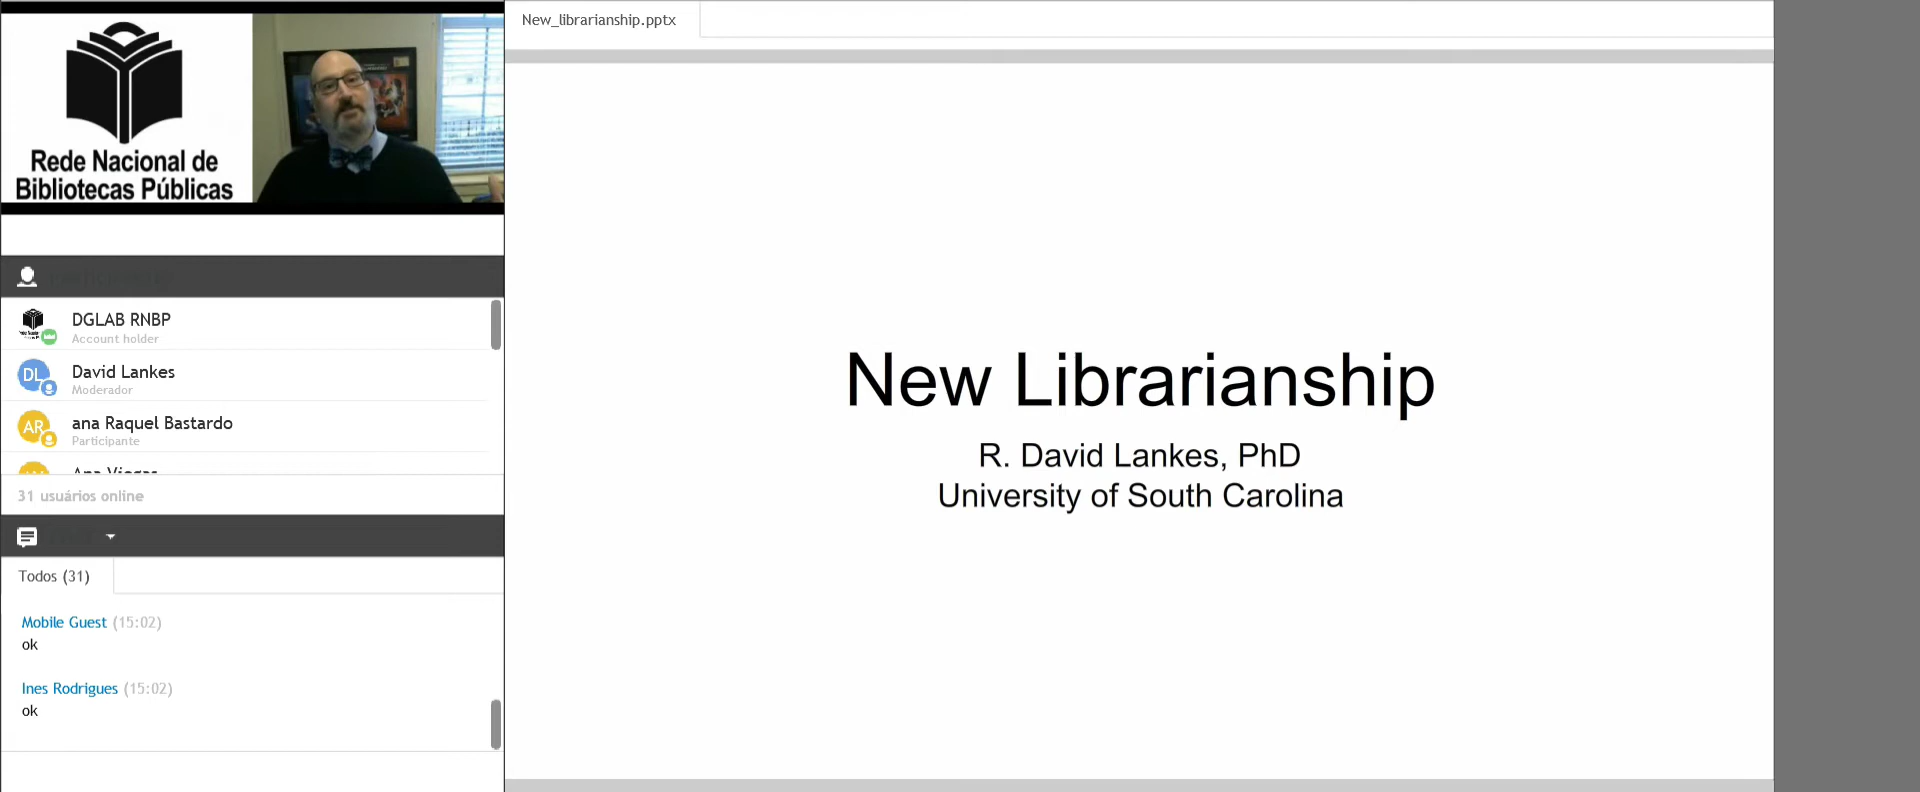 Rede Nacional de
Bibliotecas Públicas
DGLAB RNBP
Account holder
DL
David Lankes
Moderador
AR
ana Raquel Bastardo
Participante
Ana Viegas
31 usuários online
Todos (31)
Mobile Guest (15:02)
ok
Ines Rodrigues (15:02)
ok
New_librarianship.pptx
New Librarianship
R. David Lankes, PhD
University of South Carolina